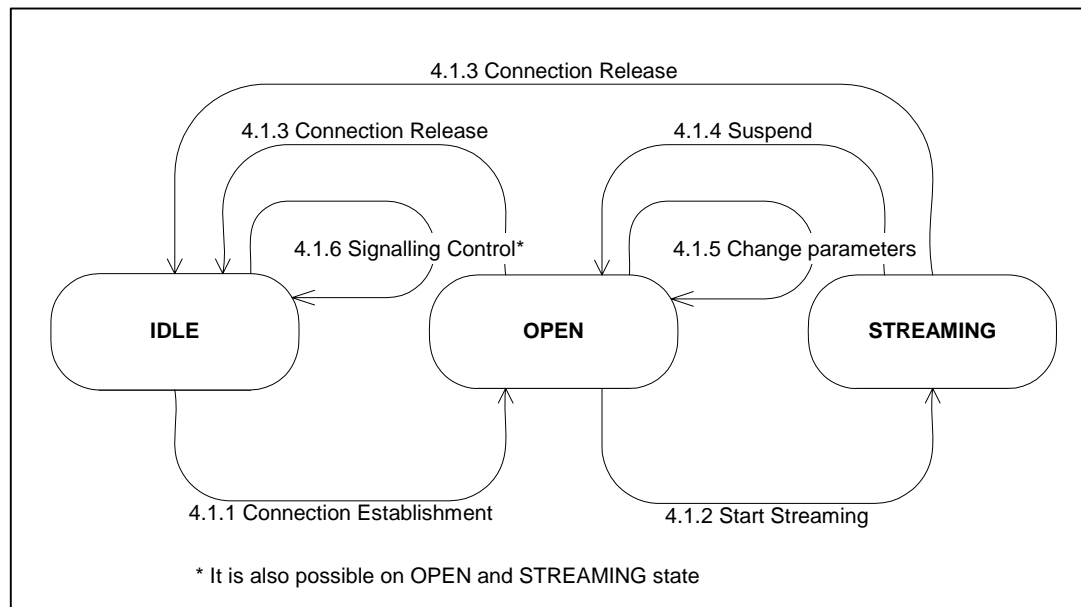 4.1.3 Connection Release
4.1.3 Connection Release
4.1.4 Suspend
4.1.6 Signalling Control*
4.1.5 Change parameters
IDLE
OPEN
STREAMING
4.1.1 Connection Establishment
4.1.2 Start Streaming
* It is also possible on OPEN and STREAMING state